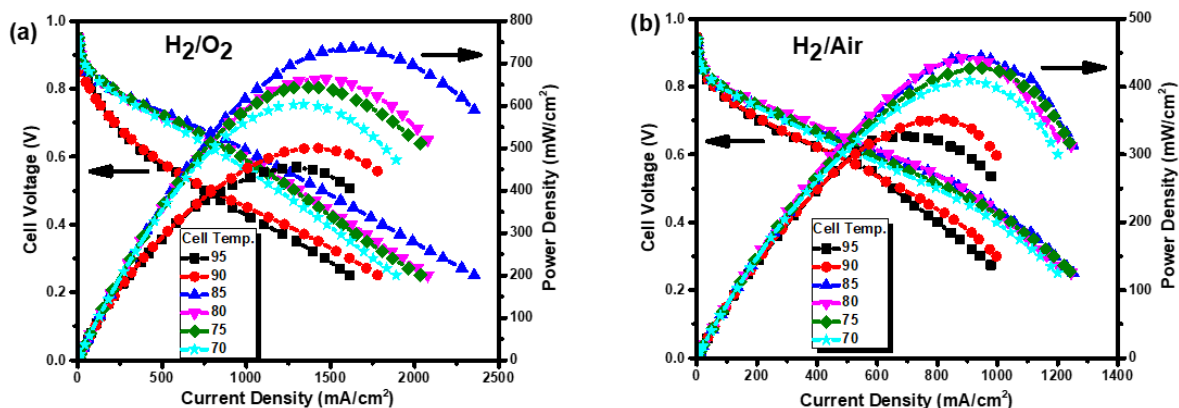 (a)
H2/O2
Cell Voltage (V)
1.0
0.8
0.6
0.4
0.2
0.0
800
700
600
500
400
300
200
100
0
Power Density (mW/cm²)
Cell Temp.
95
90
85
80
75
70
0 500 1000 1500 2000 2500
Current Density (mA/cm²)
(b)
H2/Air
Cell Voltage (V)
1.0
0.8
0.6
0.4
0.2
0.0
500
400
300
200
100
0
Power Density (mW/cm²)
Cell Temp.
95
90
85
80
75
70
0 200 400 600 800 1000 1200 1400
Current Density (mA/cm²)